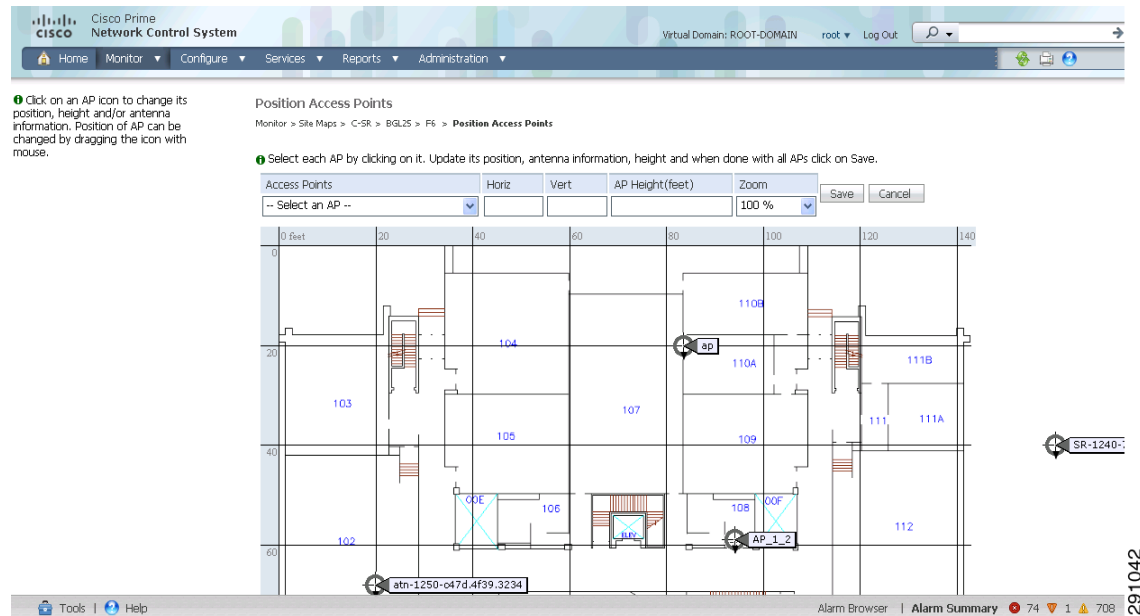 Cisco Prime
CISCO Network Control System
Virtual Domain: ROOT-DOMAIN root ▼ Log Out
Home Monitor ▼ Configure ▼ Services ▼ Reports ▼ Administration ▼
Click on an AP icon to change its
position, height and/or antenna
information. Position of AP can be
changed by dragging the icon with
mouse.
Position Access Points
Monitor > Site Maps > C-SR > BGL25 > F6 > Position Access Points
Select each AP by clicking on it. Update its position, antenna information, height and when done with all APs click on Save.
Access Points Horiz Vert AP Height(feet) Zoom
-- Select an AP -- 100 % Save Cancel
0 feet 20 40 60 80 100 120 140
0
110B
104
ap
20
110A
111B
103
107
111
111A
105
109
40
SR-1240-
00E
106
108
00F
112
ELEV
102
AP_1_2
60
atn-1250-c47d.4f39.3234
Tools | Help
Alarm Browser | Alarm Summary 74 1 708
291042